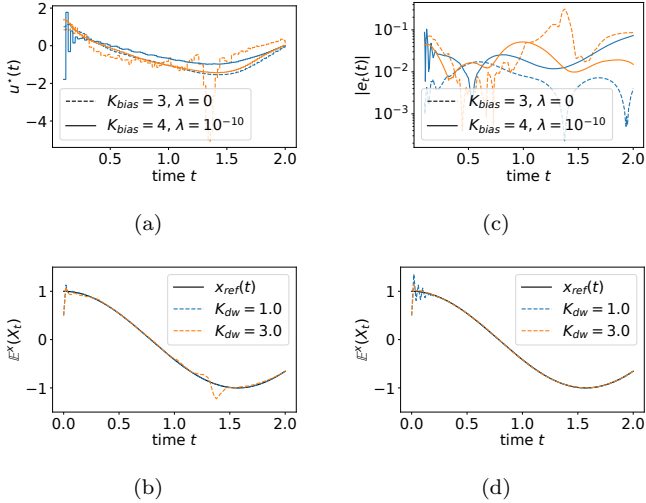 u*(t)
0
−2
−4
K_bias = 3, λ = 0
K_bias = 4, λ = 10^−10
0.5 1.0 1.5 2.0
time t
(a)
|e_t(t)|
10^−1
10^−2
10^−3
K_bias = 3, λ = 0
K_bias = 4, λ = 10^−10
0.5 1.0 1.5 2.0
time t
(c)
𝔼^x(X_t)
1
0
−1
x_ref(t)
K_dw = 1.0
K_dw = 3.0
0.0 0.5 1.0 1.5 2.0
time t
(b)
𝔼^x(X_t)
1
0
−1
x_ref(t)
K_dw = 1.0
K_dw = 3.0
0.0 0.5 1.0 1.5 2.0
time t
(d)